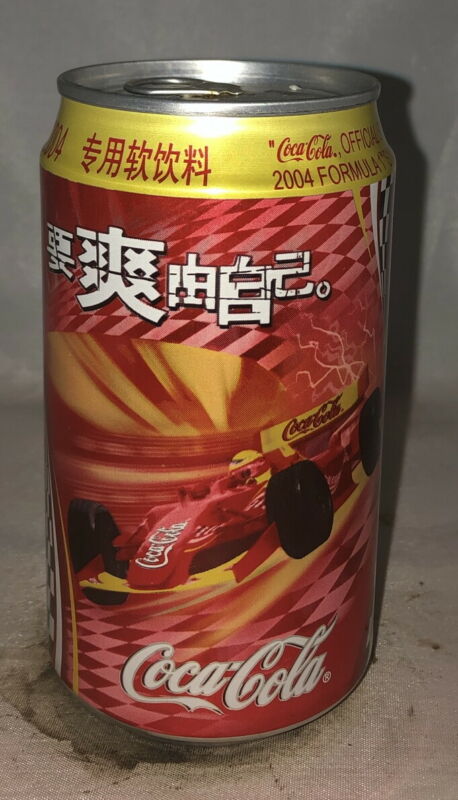 04 专用软饮料
"Coca-Cola, OFFICIAL
2004 FORMULA
要爽由自己。
Coca-Cola
Coca-Cola
Coca-Cola®